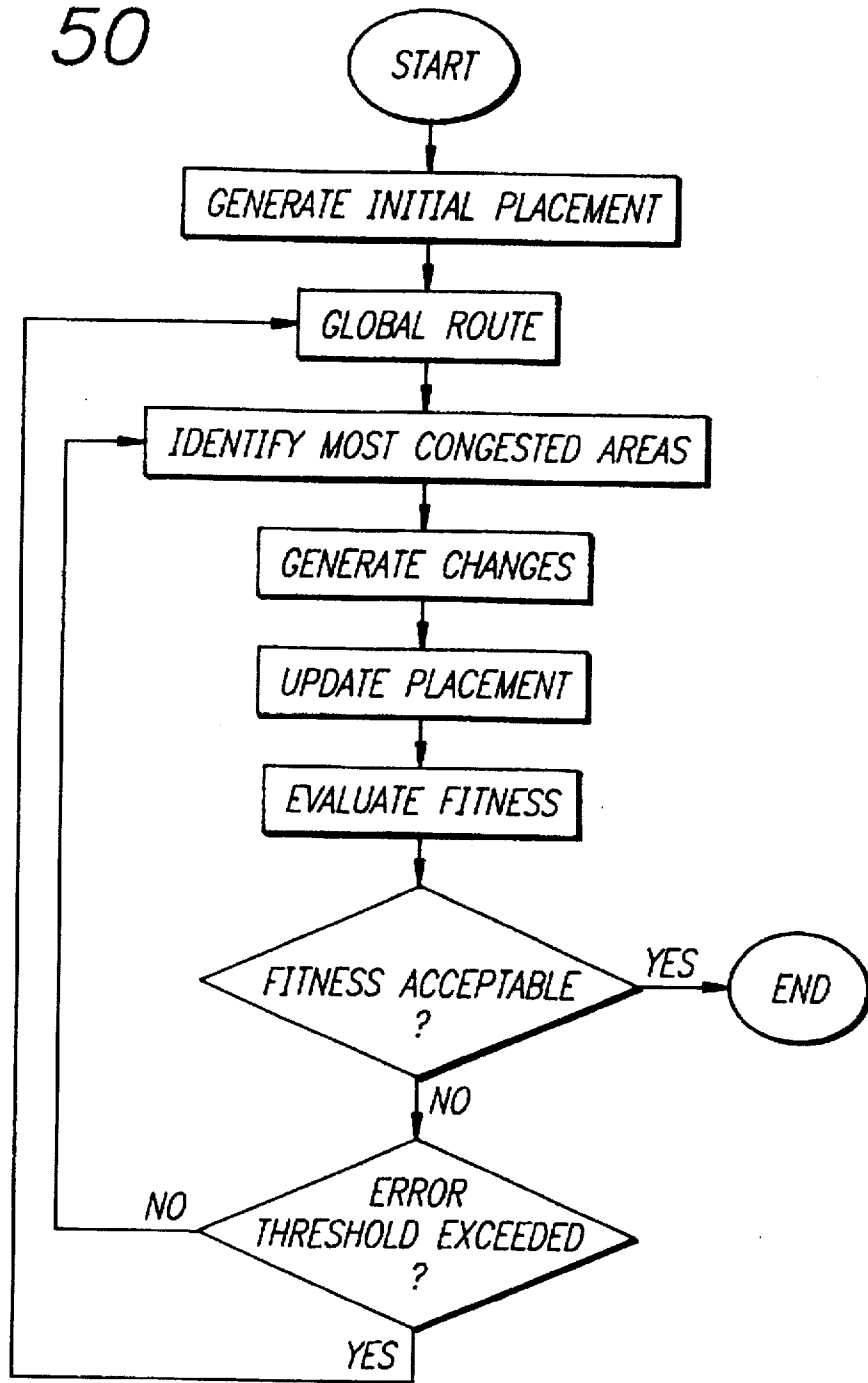 50
START
GENERATE INITIAL PLACEMENT
GLOBAL ROUTE
IDENTIFY MOST CONGESTED AREAS
GENERATE CHANGES
UPDATE PLACEMENT
EVALUATE FITNESS
FITNESS ACCEPTABLE
?
YES
END
NO
ERROR
THRESHOLD EXCEEDED
?
NO
YES